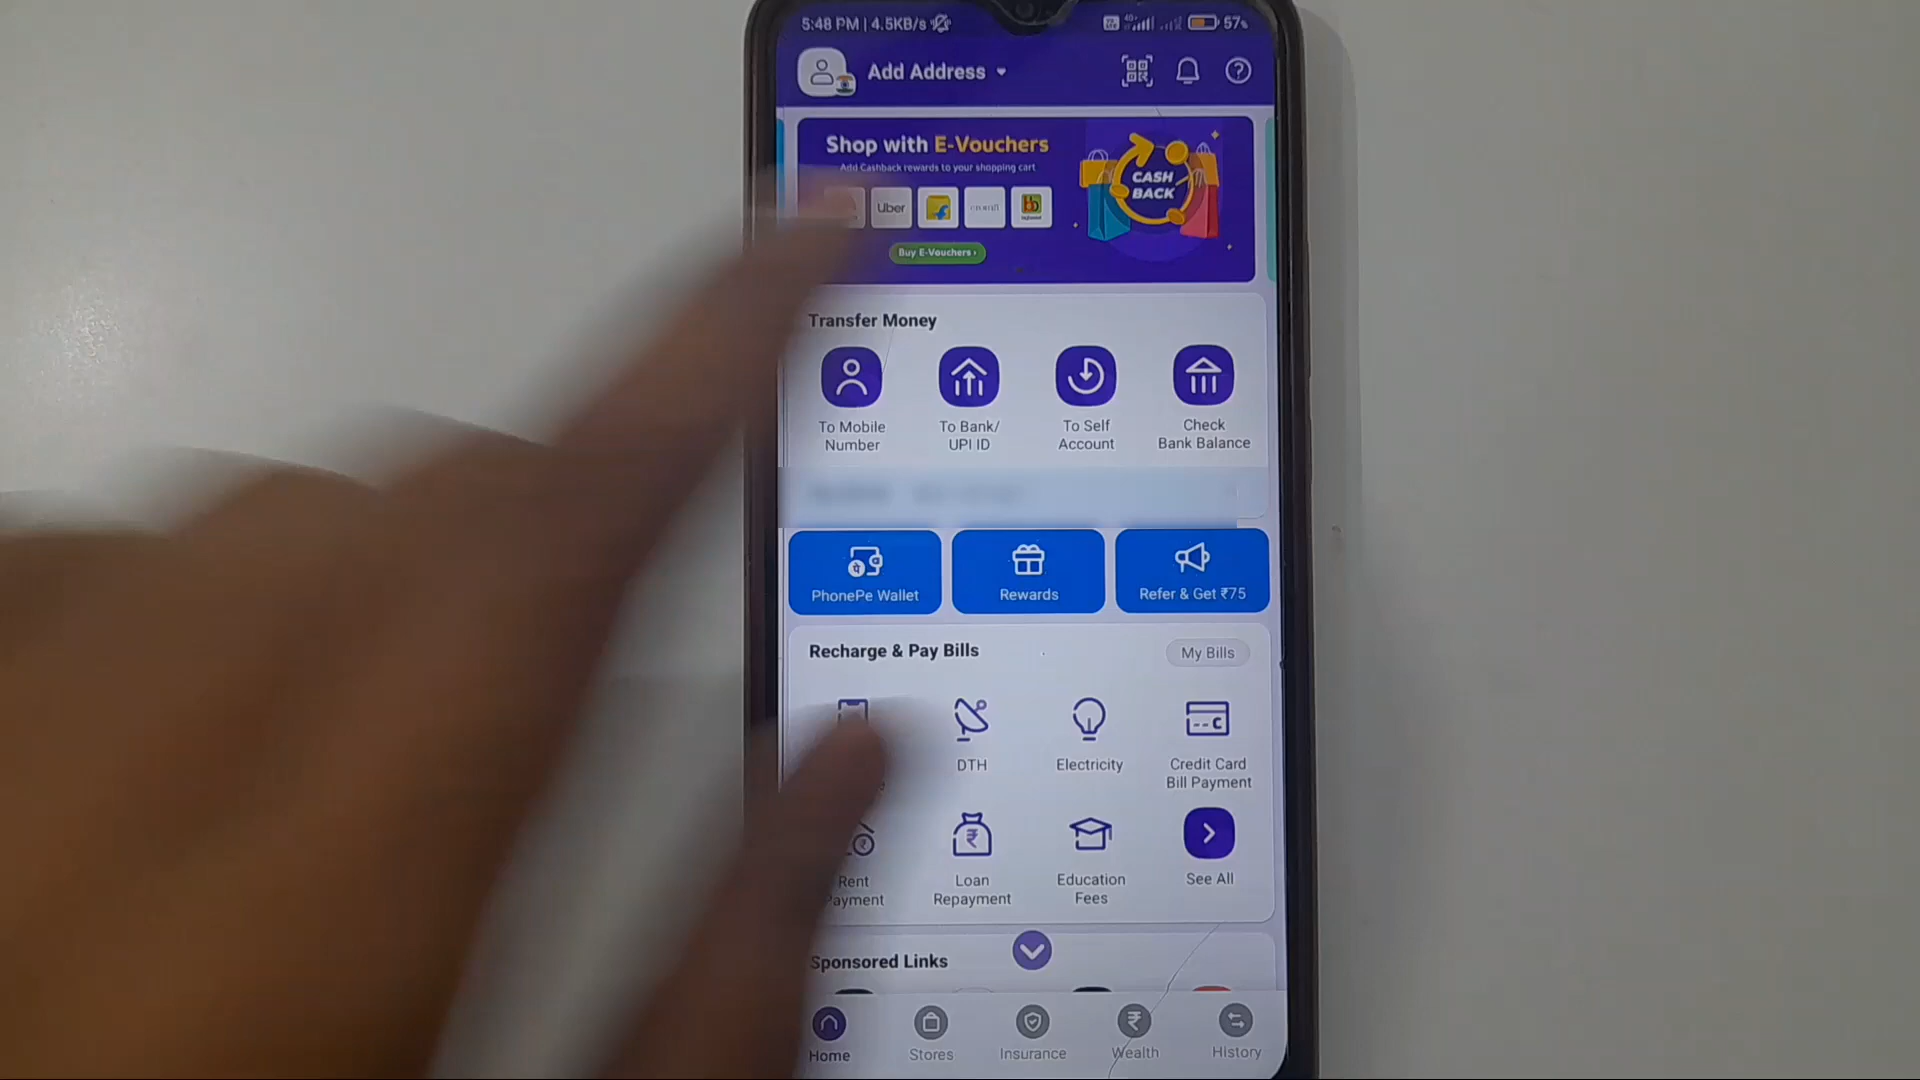 5:48 PM | 4.5KB/s
57%
Add Address
Shop with E-Vouchers
Add Cashback rewards to your shopping cart
Uber
croma
bb
CASH
BACK
Buy E-Vouchers ›
Transfer Money
To Mobile
Number
To Bank/
UPI ID
To Self
Account
Check
Bank Balance
PhonePe Wallet
Rewards
Refer & Get ₹75
Recharge & Pay Bills
My Bills
DTH
Electricity
Credit Card
Bill Payment
Rent
Payment
Loan
Repayment
Education
Fees
See All
Sponsored Links
Home
Stores
Insurance
Wealth
History